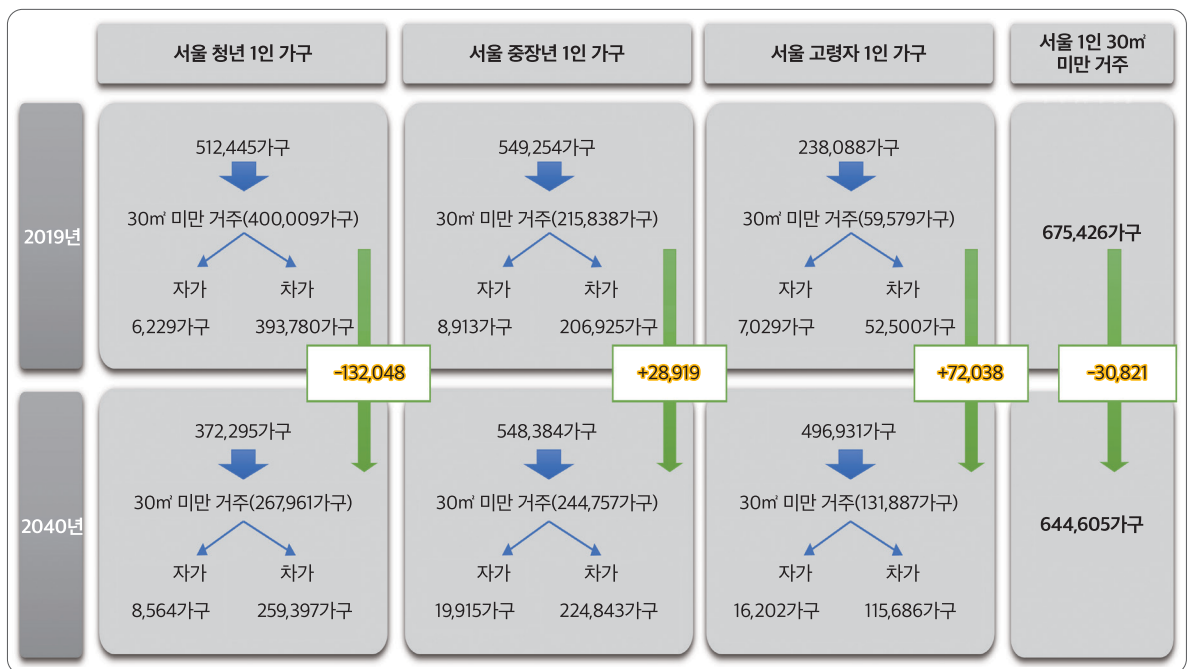 서울 청년 1인 가구
서울 중장년 1인 가구
서울 고령자 1인 가구
서울 1인 30㎡
미만 거주
2019년
512,445가구
30㎡ 미만 거주(400,009가구)
자가
차가
6,229가구
393,780가구
549,254가구
30㎡ 미만 거주(215,838가구)
자가
차가
8,913가구
206,925가구
238,088가구
30㎡ 미만 거주(59,579가구)
자가
차가
7,029가구
52,500가구
675,426가구
-132,048
+28,919
+72,038
-30,821
2040년
372,295가구
30㎡ 미만 거주(267,961가구)
자가
차가
8,564가구
259,397가구
548,384가구
30㎡ 미만 거주(244,757가구)
자가
차가
19,915가구
224,843가구
496,931가구
30㎡ 미만 거주(131,887가구)
자가
차가
16,202가구
115,686가구
644,605가구